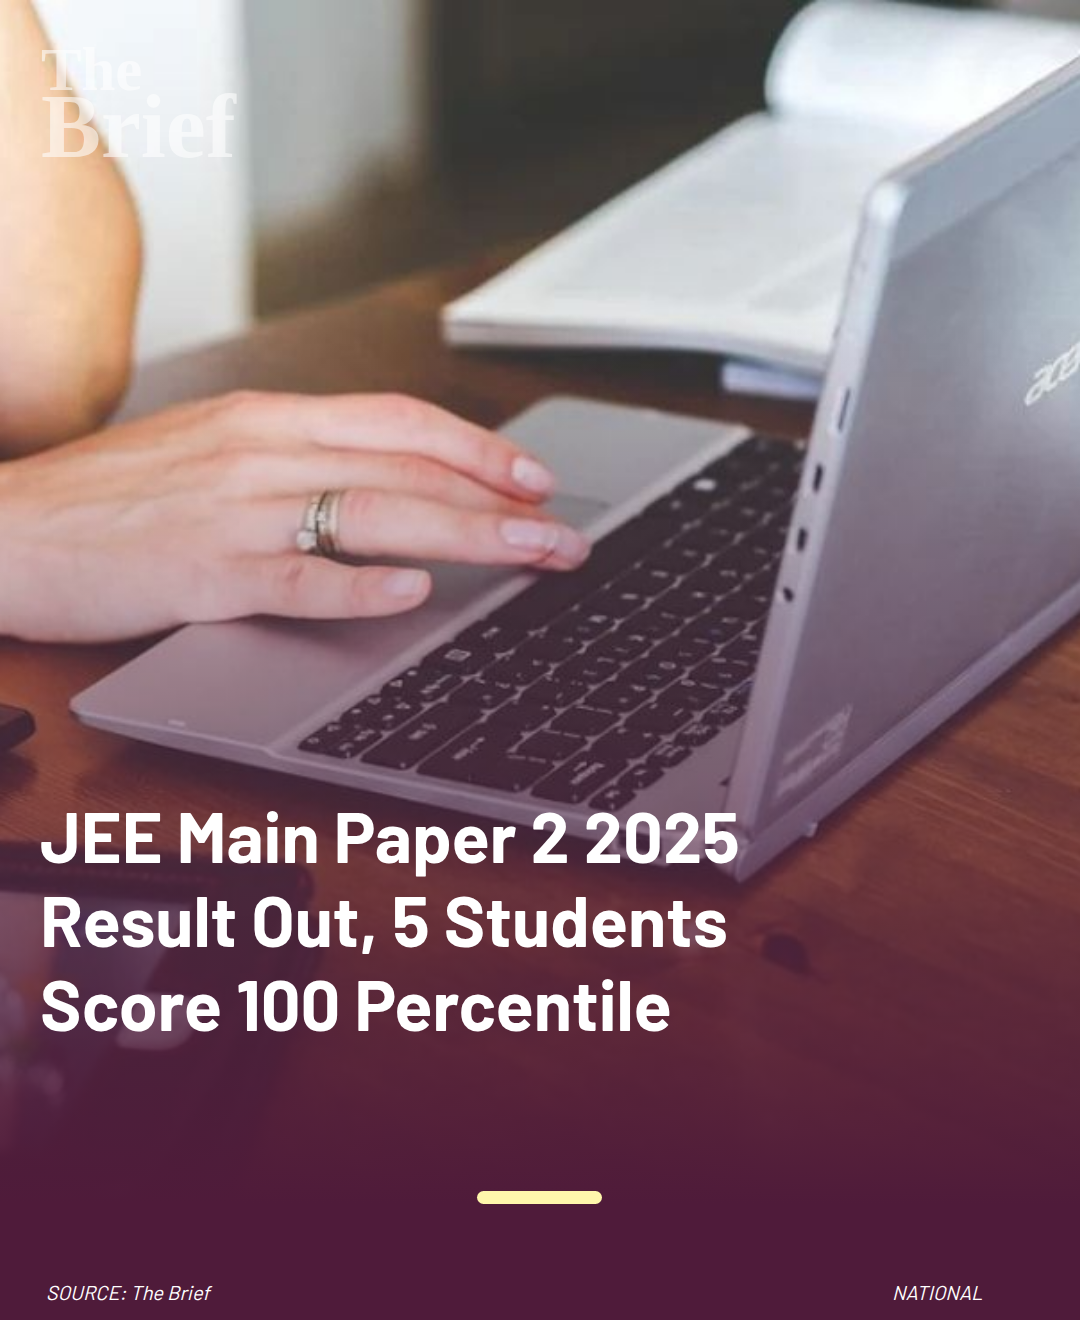 The
Brief
acer
JEE Main Paper 2 2025
Result Out, 5 Students
Score 100 Percentile
SOURCE: The Brief
NATIONAL